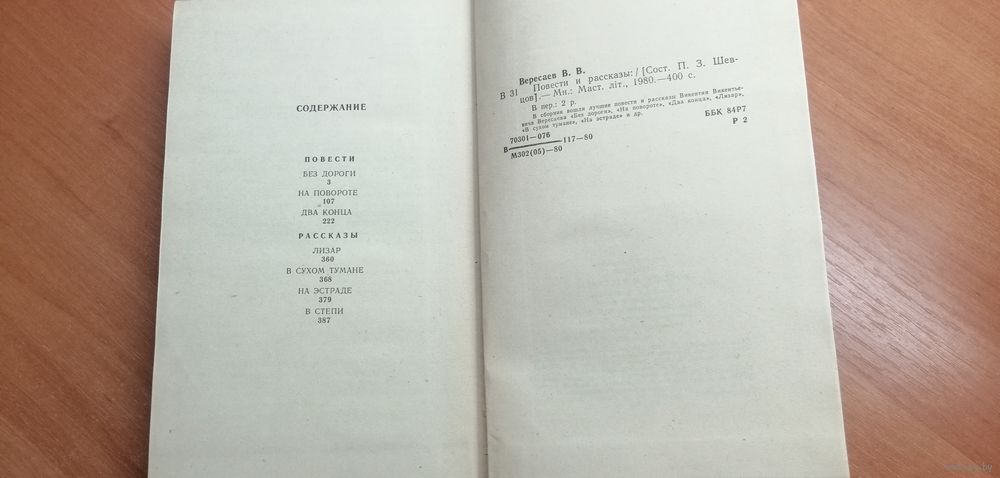 СОДЕРЖАНИЕ
ПОВЕСТИ
БЕЗ ДОРОГИ
3
НА ПОВОРОТЕ
107
ДВА КОНЦА
222
РАССКАЗЫ
ЛИЗАР
360
В СУХОМ ТУМАНЕ
368
НА ЭСТРАДЕ
379
В СТЕПИ
387
Вересаев В. В.
В 31 Повести и рассказы: / [Сост. П. З. Шев-
цов].— Мн.: Маст. літ., 1980.—400 с.
В пер.: 2 р.
В сборник вошли лучшие повести и рассказы Викентия Викентье-
вича Вересаева «Без дороги», «На повороте», «Два конца», «Лизар»,
«В сухом тумане», «На эстраде» и др.
70301—076
В 117—80
М302(05)—80
ББК 84Р7
Р 2